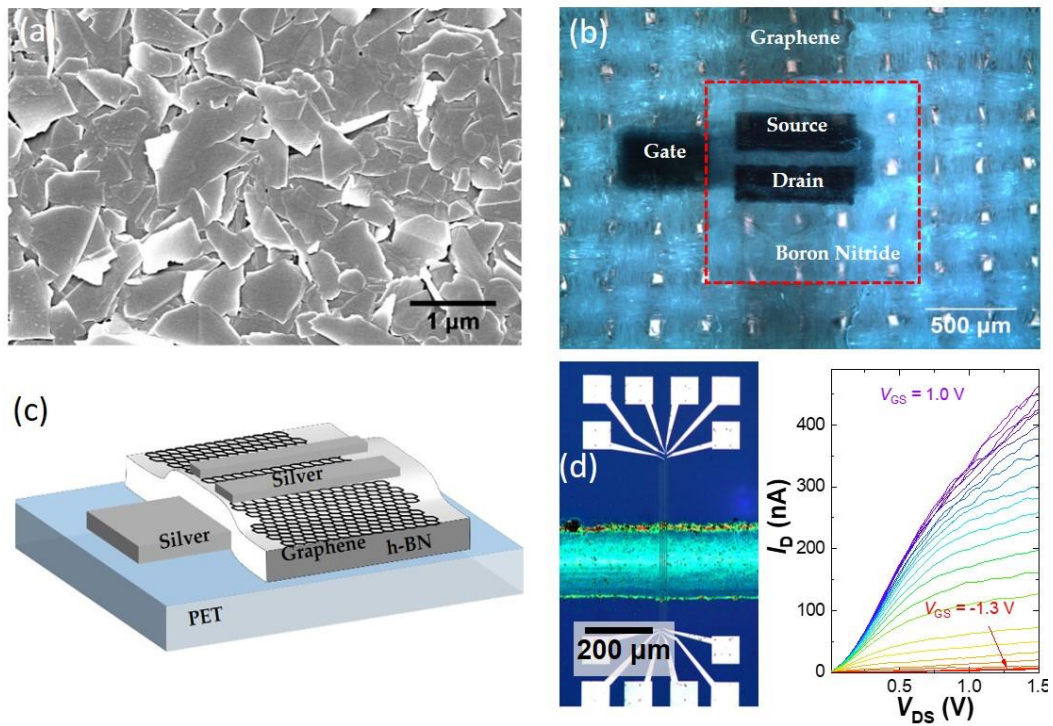 (a)
1 µm
(b)
Graphene
Source
Gate
Drain
Boron Nitride
500 µm
(c)
Silver
Silver
Graphene h-BN
PET
(d)
200 µm
400
300
200
100
0
I_D (nA)
V_GS = 1.0 V
V_GS = -1.3 V
0.5 1.0 1.5
V_DS (V)